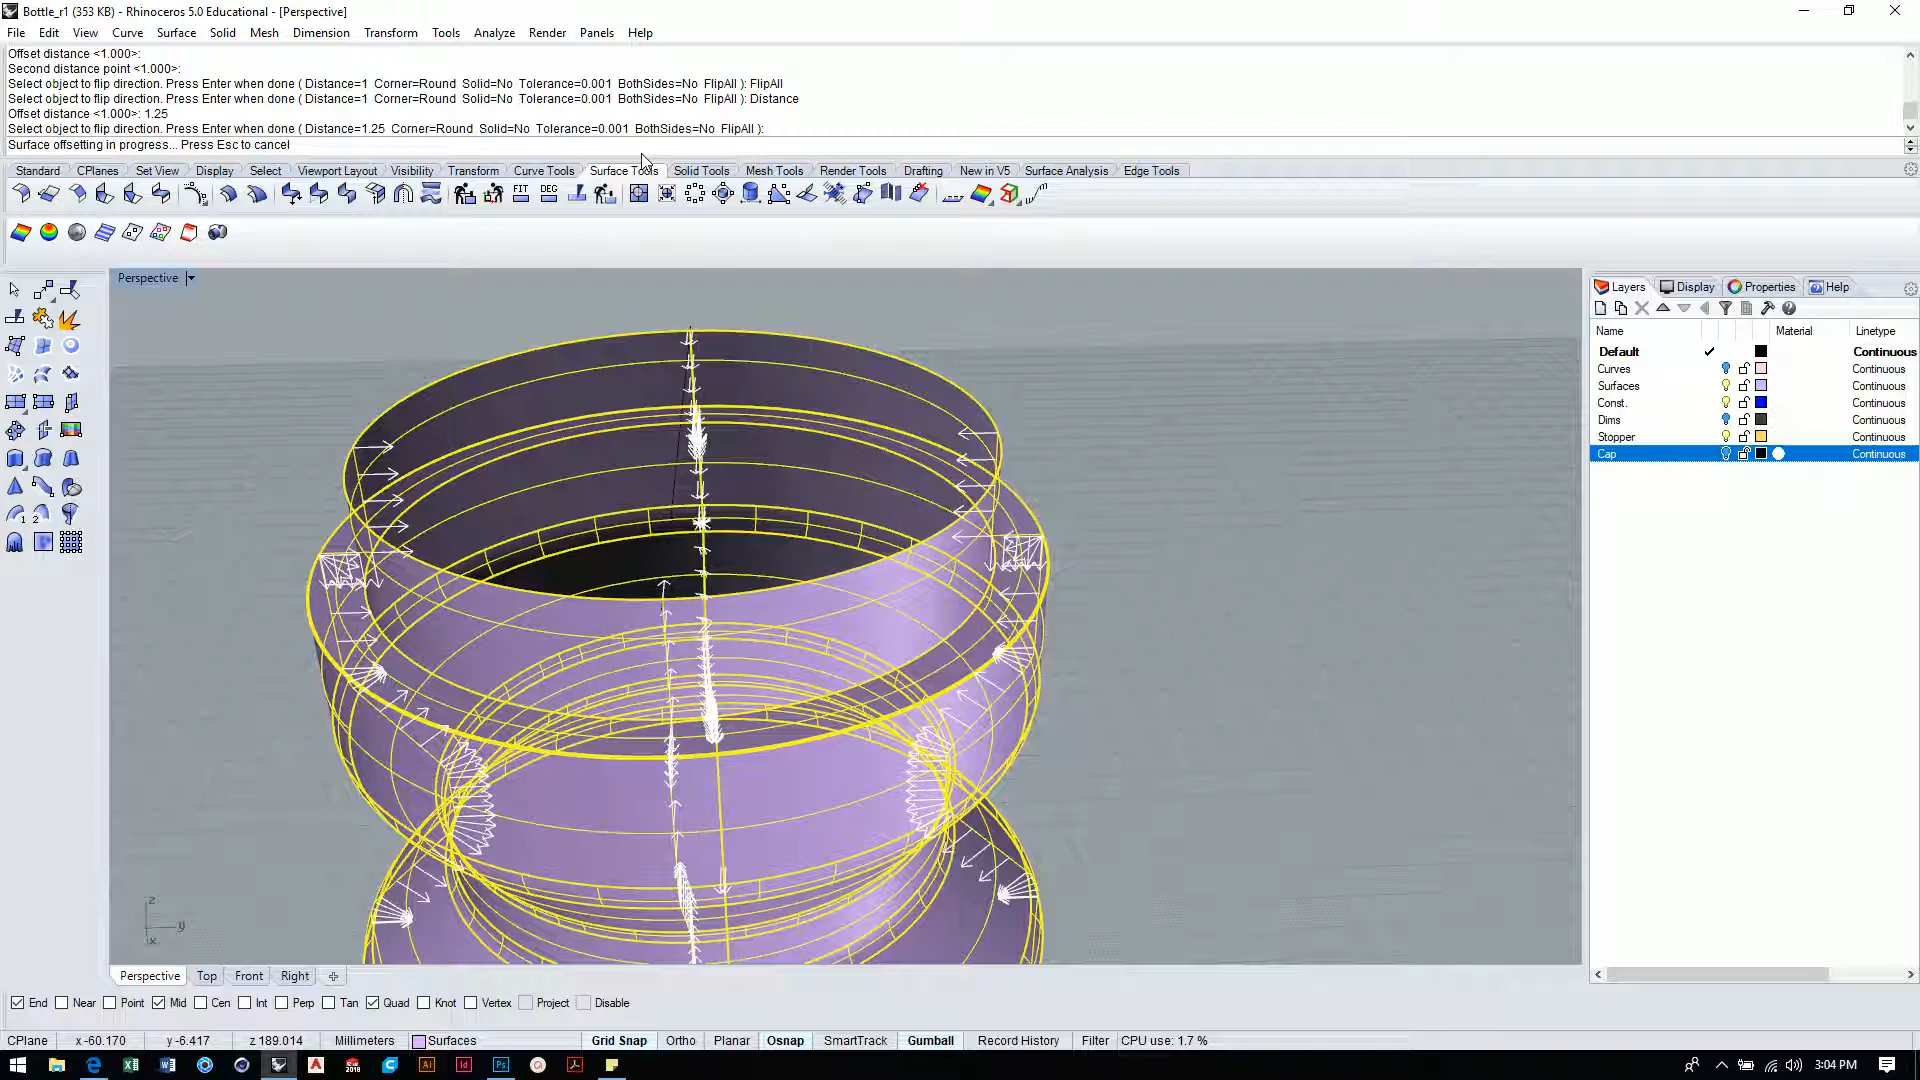 Bottle_r1 (353 KB) - Rhinoceros 5.0 Educational - [Perspective]
File Edit View Curve Surface Solid Mesh Dimension Transform Tools Analyze Render Panels Help
Offset distance <1.000>:
Second distance point <1.000>:
Select object to flip direction. Press Enter when done ( Distance=1 Corner=Round Solid=No Tolerance=0.001 BothSides=No FlipAll ): FlipAll
Select object to flip direction. Press Enter when done ( Distance=1 Corner=Round Solid=No Tolerance=0.001 BothSides=No FlipAll ): Distance
Offset distance <1.000>: 1.25
Select object to flip direction. Press Enter when done ( Distance=1.25 Corner=Round Solid=No Tolerance=0.001 BothSides=No FlipAll ):
Surface offsetting in progress... Press Esc to cancel
Standard CPlanes Set View Display Select Viewport Layout Visibility Transform Curve Tools Surface Tools Solid Tools Mesh Tools Render Tools Drafting New in V5 Surface Analysis Edge Tools
FIT DEG
Perspective
Layers Display Properties Help
Name Material Linetype
Default Continuous
Curves Continuous
Surfaces Continuous
Const. Continuous
Dims Continuous
Stopper Continuous
Cap Continuous
1 2
z
y
x
Perspective Top Front Right
End Near Point Mid Cen Int Perp Tan Quad Knot Vertex Project Disable
CPlane x -60.170 y -6.417 z 189.014 Millimeters Surfaces Grid Snap Ortho Planar Osnap SmartTrack Gumball Record History Filter CPU use: 1.7 %
Ai Id Ps 2018 3:04 PM